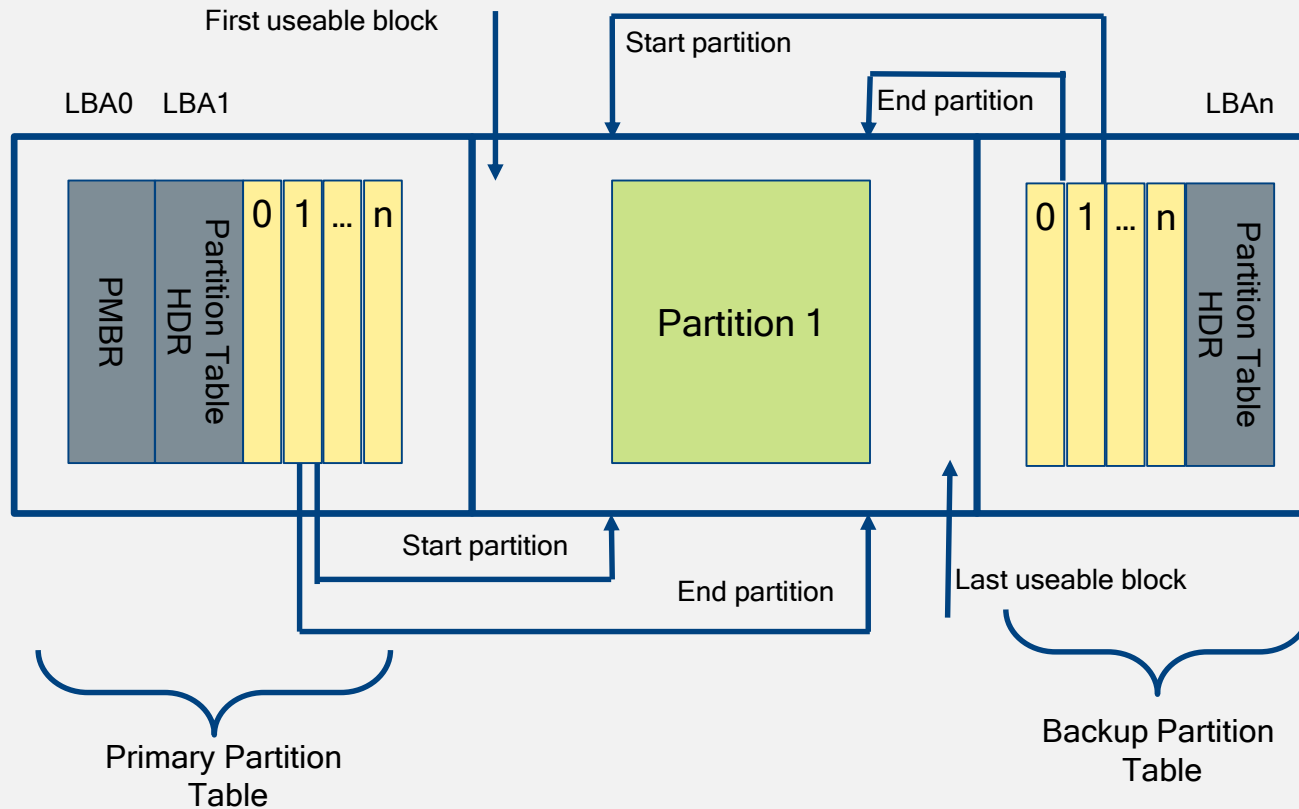 First useable block
Start partition
End partition
LBA0
LBA1
LBAn
PMBR
Partition Table
HDR
0
1
...
n
Partition 1
0
1
...
n
Partition Table
HDR
Start partition
End partition
Last useable block
Primary Partition
Table
Backup Partition
Table